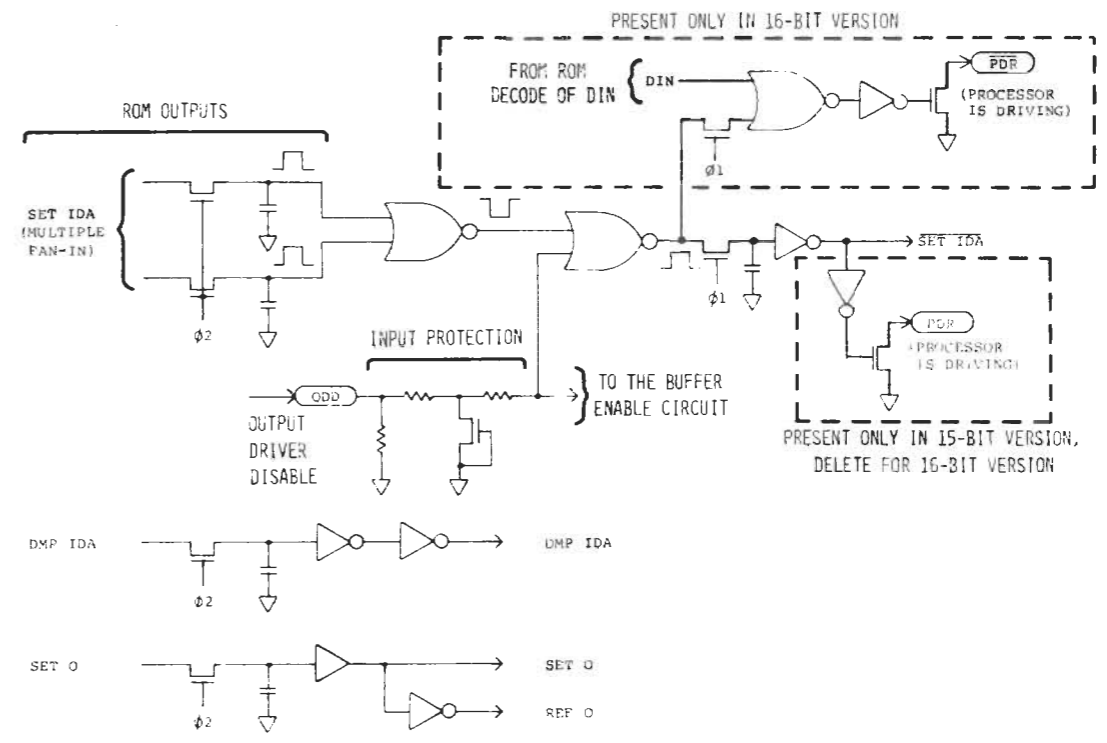 PRESENT ONLY IN 16-BIT VERSION
FROM ROM
DECODE OF DIN
DIN
PDR
(PROCESSOR
IS DRIVING)
ROM OUTPUTS
Ø1
SET IDA
(MULTIPLE
FAN-IN)
SET IDA
Ø1
Ø2
PDR
(PROCESSOR
IS DRIVING)
INPUT PROTECTION
ODD
TO THE BUFFER
ENABLE CIRCUIT
OUTPUT
DRIVER
DISABLE
PRESENT ONLY IN 15-BIT VERSION,
DELETE FOR 16-BIT VERSION
DMP IDA
DMP IDA
Ø2
SET O
SET O
REF O
Ø2